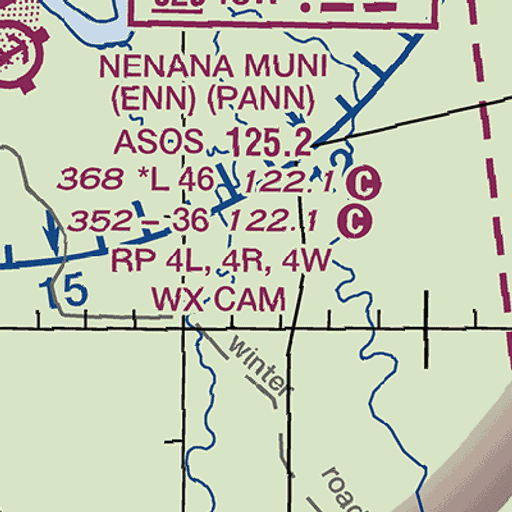 NENANA MUNI
(ENN) (PANN)
ASOS 125.2
368 *L 46 122.1 C
352 – 36 122.1 C
RP 4L, 4R, 4W
15
WX CAM
winter
road